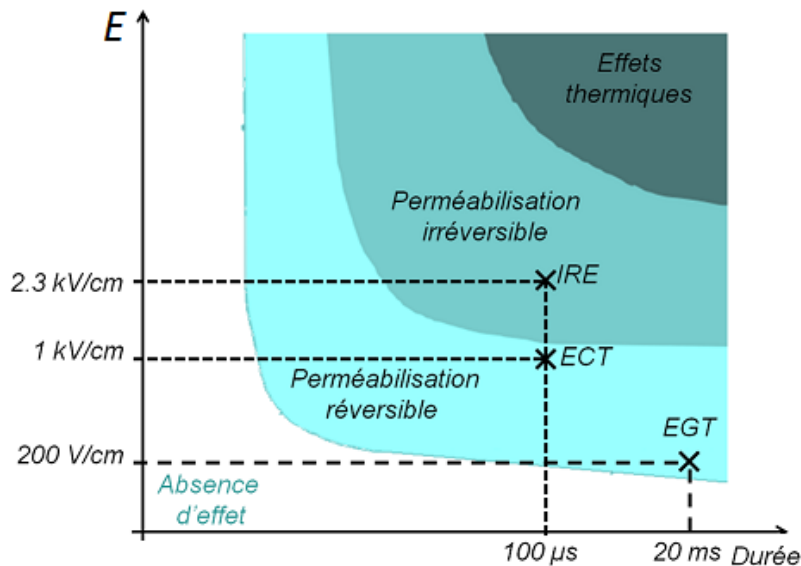 E
Effets
thermiques
Perméabilisation
irréversible
2.3 kV/cm
IRE
1 kV/cm
ECT
Perméabilisation
réversible
EGT
200 V/cm
Absence
d'effet
100 µs
20 ms
Durée